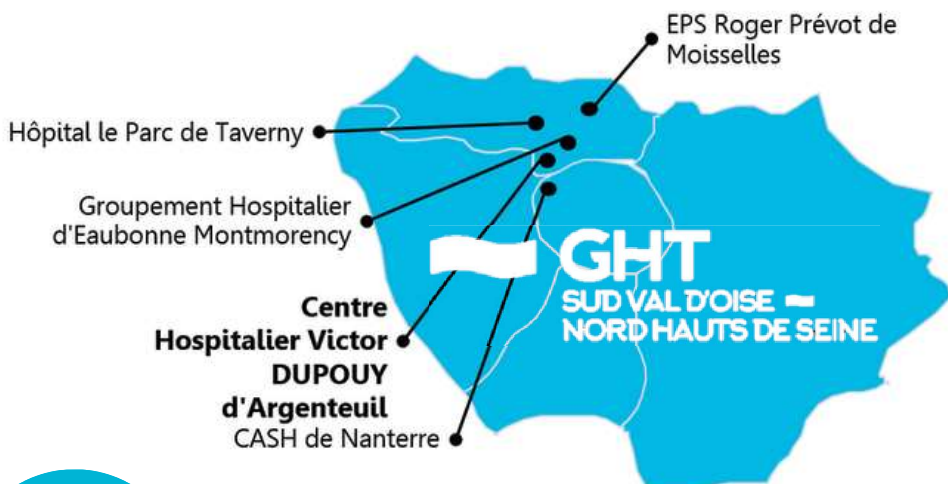 EPS Roger Prévot de
Moisselles
Hôpital le Parc de Taverny
Groupement Hospitalier
d'Eaubonne Montmorency
GHT
SUD VAL D'OISE
NORD HAUTS DE SEINE
Centre
Hospitalier Victor
DUPOUY
d'Argenteuil
CASH de Nanterre